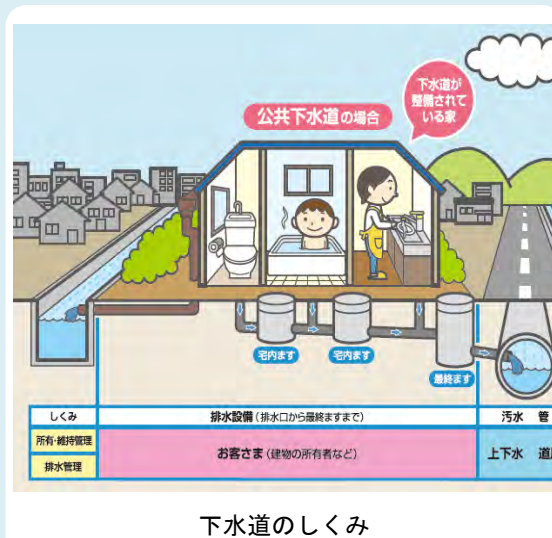 下水道が
整備されて
いる家
公共下水道の場合
宅内ます
宅内ます
最終ます
しくみ
排水設備(排水口から最終ますまで)
汚水 管
所有・維持管理
排水管理
お客さま(建物の所有者など)
上下水 道
下水道のしくみ